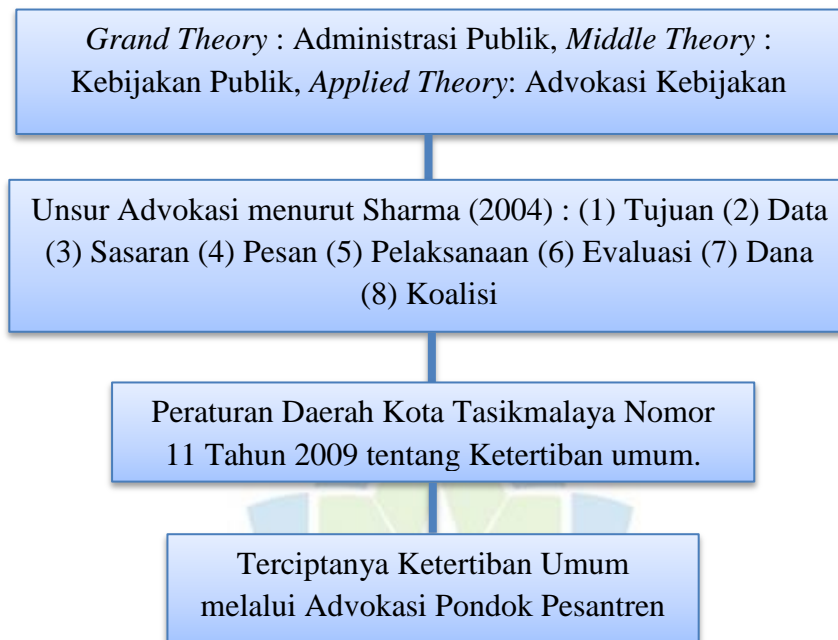 Grand Theory : Administrasi Publik, Middle Theory :
Kebijakan Publik, Applied Theory: Advokasi Kebijakan
Unsur Advokasi menurut Sharma (2004) : (1) Tujuan (2) Data
(3) Sasaran (4) Pesan (5) Pelaksanaan (6) Evaluasi (7) Dana
(8) Koalisi
Peraturan Daerah Kota Tasikmalaya Nomor
11 Tahun 2009 tentang Ketertiban umum.
Terciptanya Ketertiban Umum
melalui Advokasi Pondok Pesantren